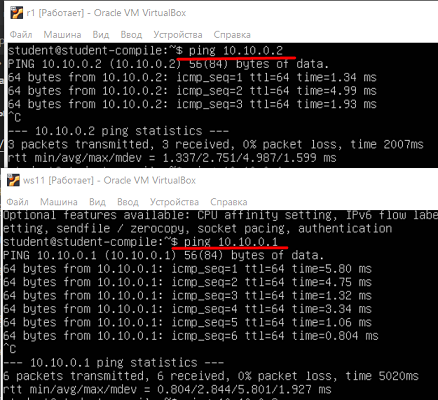 r1 [Работает] - Oracle VM VirtualBox
Файл Машина Вид Ввод Устройства Справка
student@student-compile:~$ ping 10.10.0.2
PING 10.10.0.2 (10.10.0.2) 56(84) bytes of data.
64 bytes from 10.10.0.2: icmp_seq=1 ttl=64 time=1.34 ms
64 bytes from 10.10.0.2: icmp_seq=2 ttl=64 time=4.99 ms
64 bytes from 10.10.0.2: icmp_seq=3 ttl=64 time=1.93 ms
^C
--- 10.10.0.2 ping statistics ---
3 packets transmitted, 3 received, 0% packet loss, time 2007ms
rtt min/avg/max/mdev = 1.337/2.751/4.987/1.599 ms
ws11 [Работает] - Oracle VM VirtualBox
Файл Машина Вид Ввод Устройства Справка
Optional features available: CPU affinity setting, IPv6 flow labe
etting, sendfile / zerocopy, socket pacing, authentication
student@student-compile:~$ ping 10.10.0.1
PING 10.10.0.1 (10.10.0.1) 56(84) bytes of data.
64 bytes from 10.10.0.1: icmp_seq=1 ttl=64 time=5.80 ms
64 bytes from 10.10.0.1: icmp_seq=2 ttl=64 time=4.75 ms
64 bytes from 10.10.0.1: icmp_seq=3 ttl=64 time=1.32 ms
64 bytes from 10.10.0.1: icmp_seq=4 ttl=64 time=3.34 ms
64 bytes from 10.10.0.1: icmp_seq=5 ttl=64 time=1.06 ms
64 bytes from 10.10.0.1: icmp_seq=6 ttl=64 time=0.804 ms
^C
--- 10.10.0.1 ping statistics ---
6 packets transmitted, 6 received, 0% packet loss, time 5020ms
rtt min/avg/max/mdev = 0.804/2.844/5.801/1.927 ms